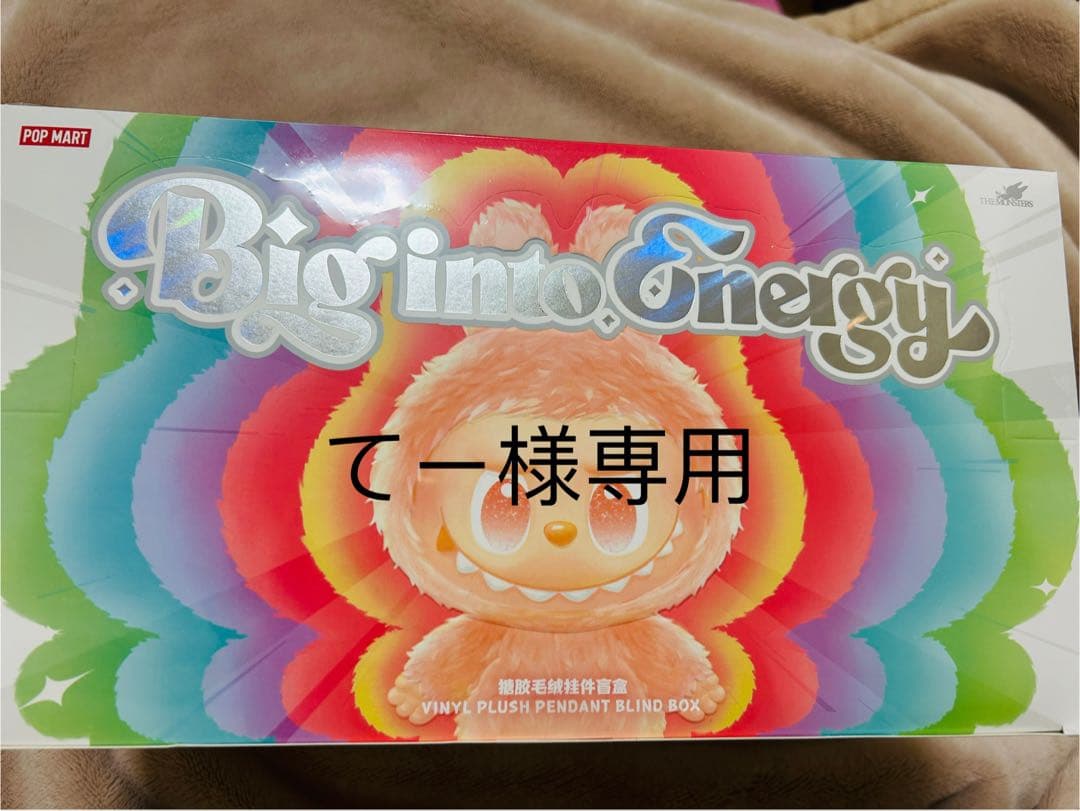 POP MART
THE MONSTERS
Big into Energy
てー様専用
搪胶毛绒挂件盲盒
VINYL PLUSH PENDANT BLIND BOX